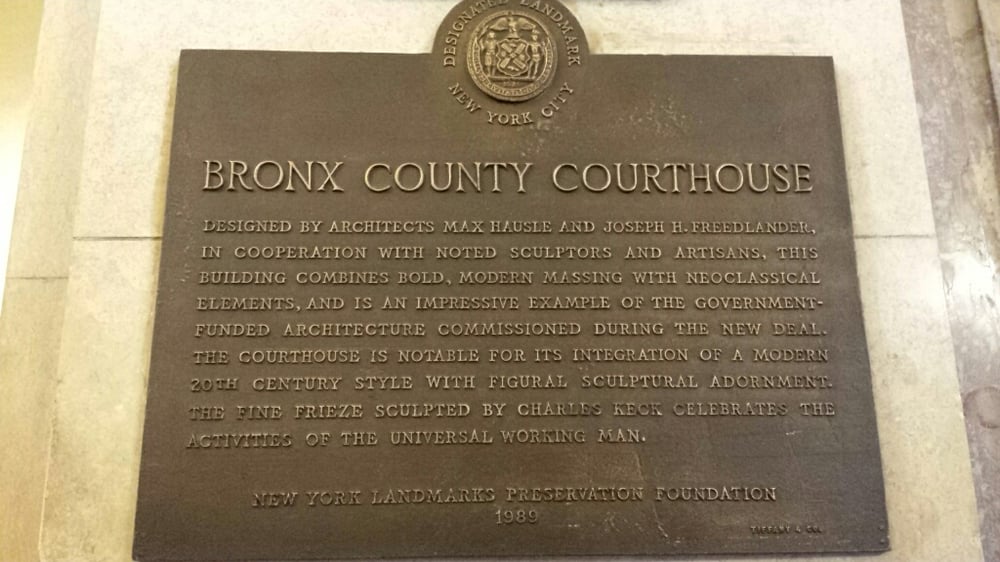 DESIGNATED LANDMARK
NEW YORK CITY
BRONX COUNTY COURTHOUSE
DESIGNED BY ARCHITECTS MAX HAUSLE AND JOSEPH H. FREEDLANDER,
IN COOPERATION WITH NOTED SCULPTORS AND ARTISANS, THIS
BUILDING COMBINES BOLD, MODERN MASSING WITH NEOCLASSICAL
ELEMENTS, AND IS AN IMPRESSIVE EXAMPLE OF THE GOVERNMENT-
FUNDED ARCHITECTURE COMMISSIONED DURING THE NEW DEAL.
THE COURTHOUSE IS NOTABLE FOR ITS INTEGRATION OF A MODERN
20TH CENTURY STYLE WITH FIGURAL SCULPTURAL ADORNMENT.
THE FINE FRIEZE SCULPTED BY CHARLES KECK CELEBRATES THE
ACTIVITIES OF THE UNIVERSAL WORKING MAN.
NEW YORK LANDMARKS PRESERVATION FOUNDATION
1989
TIFFANY & CO.